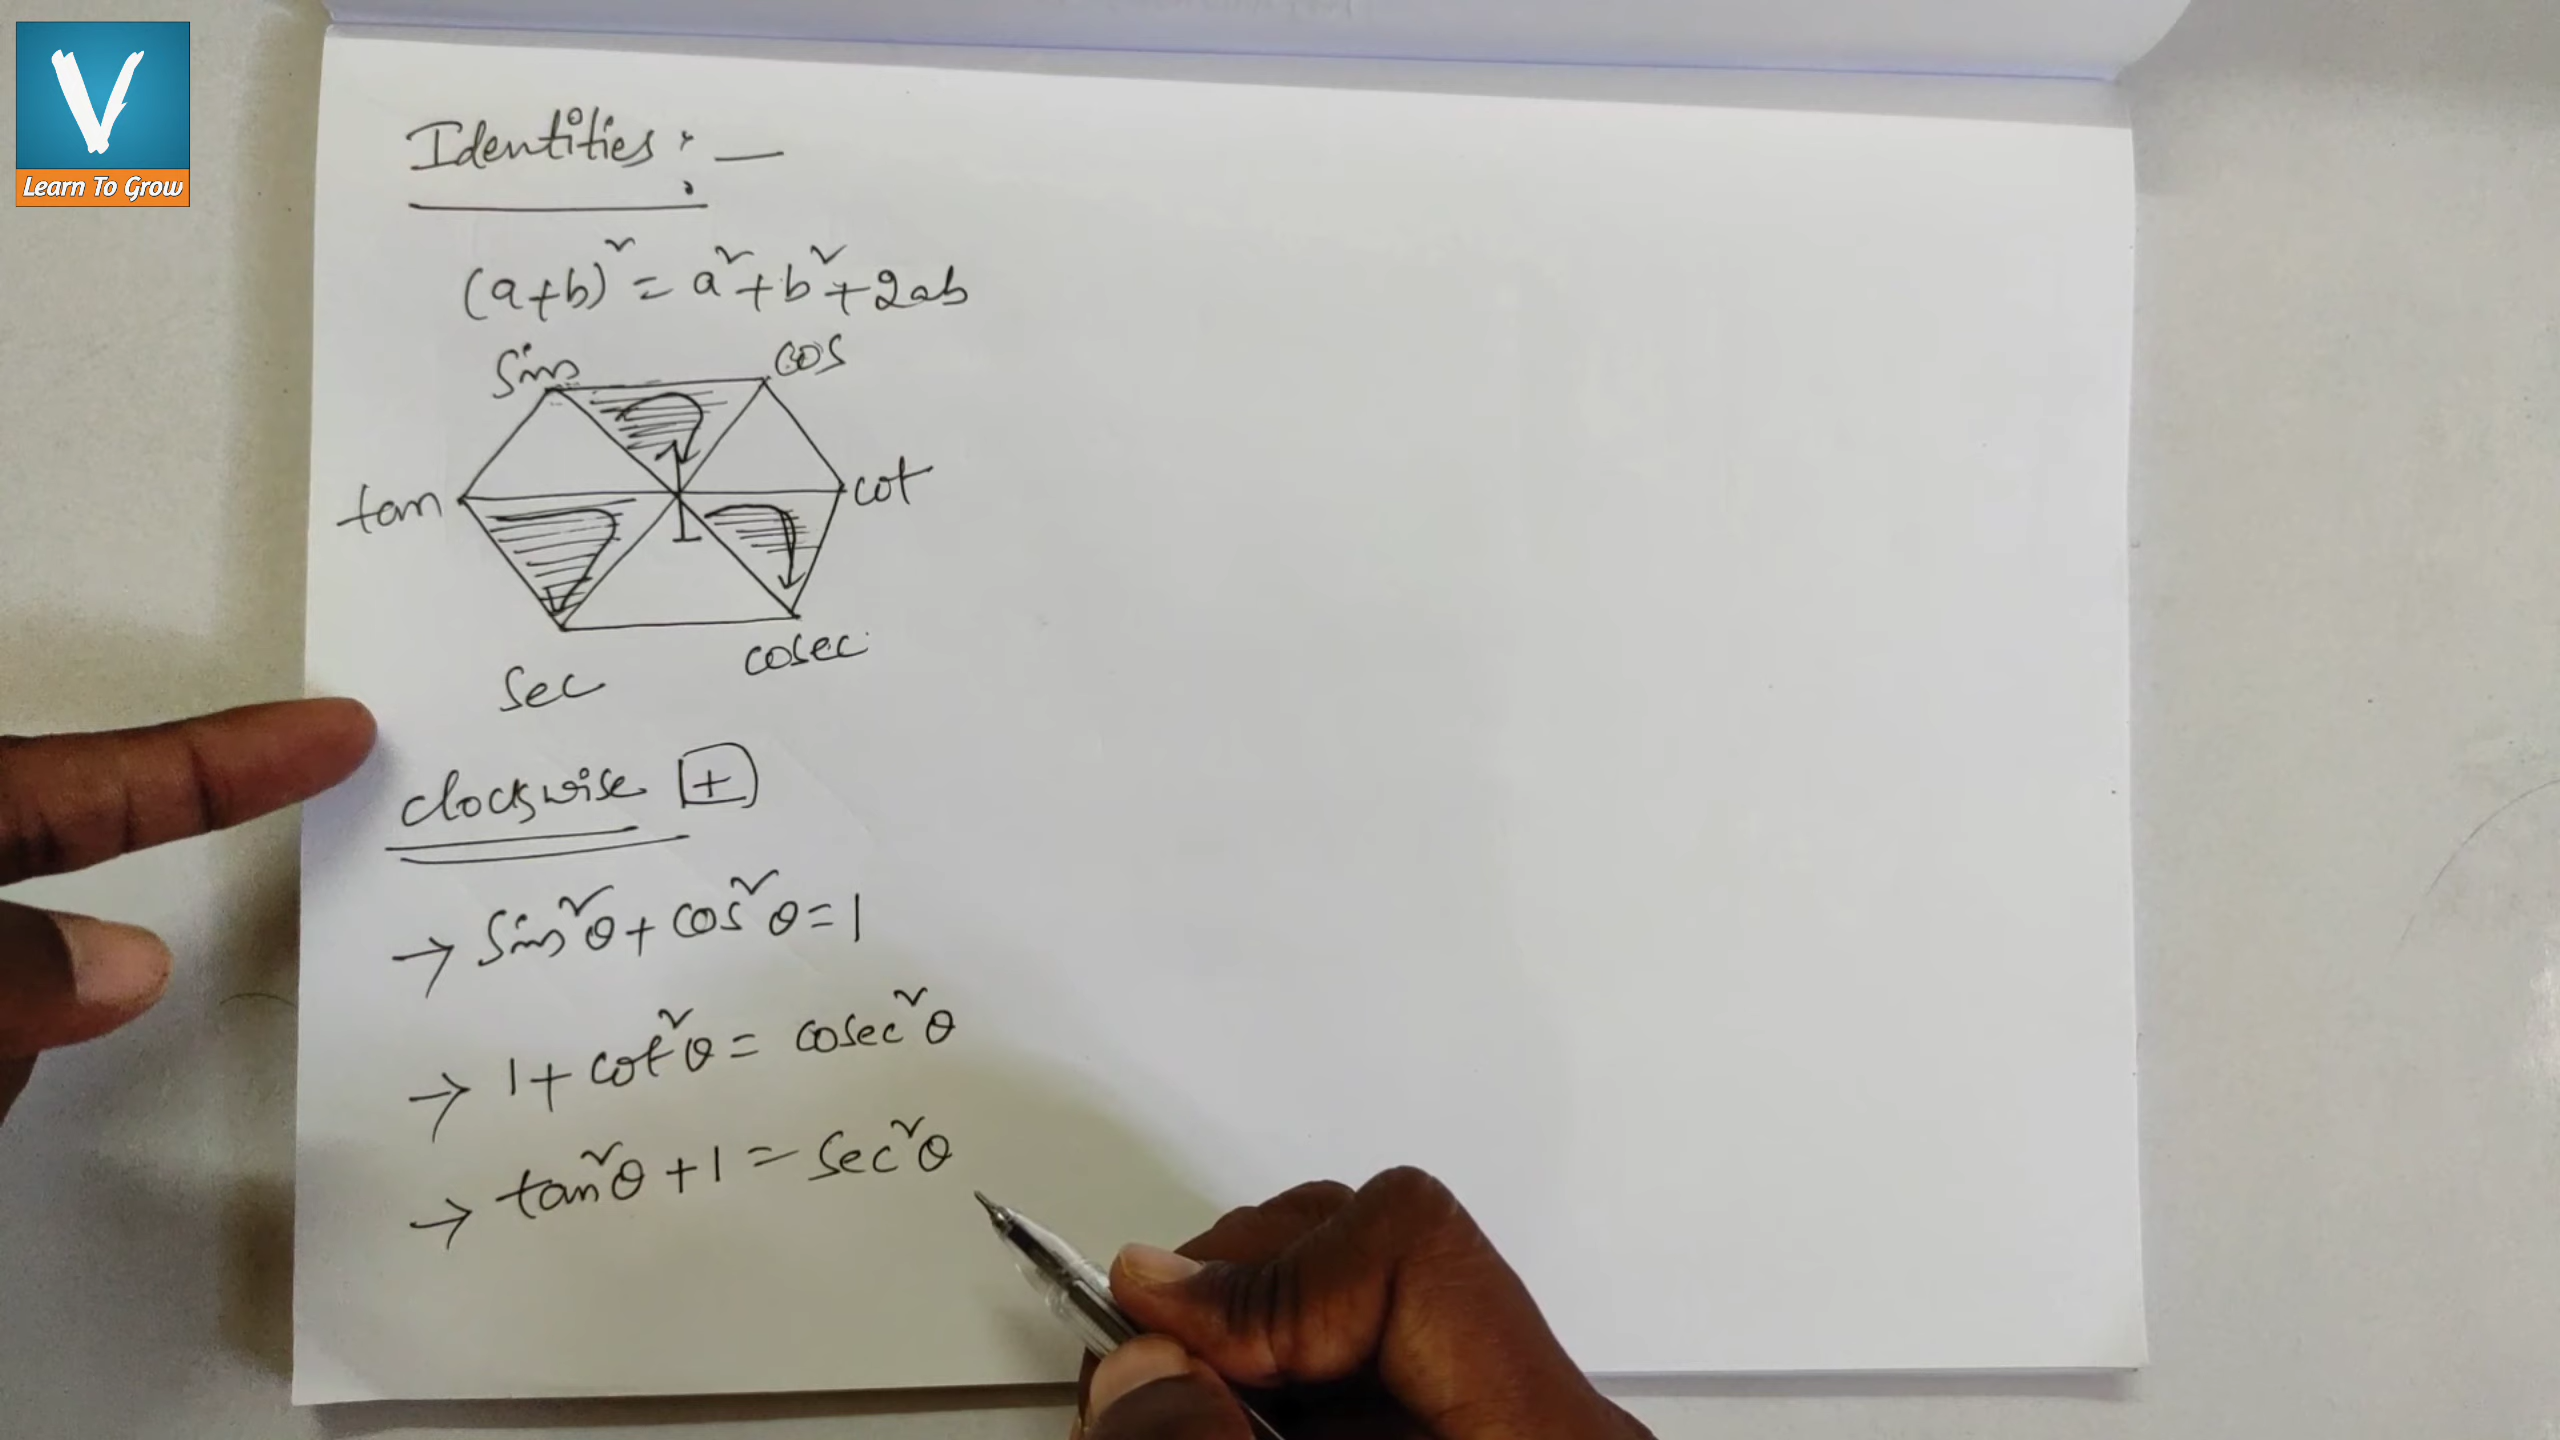 V
Learn To Grow
Identities : —
(a+b)² = a²+b²+2ab
sin
cos
tan
1
cot
sec
cosec
clockwise +
→ sin²θ + cos²θ = 1
→ 1 + cot²θ = cosec²θ
→ tan²θ + 1 = sec²θ